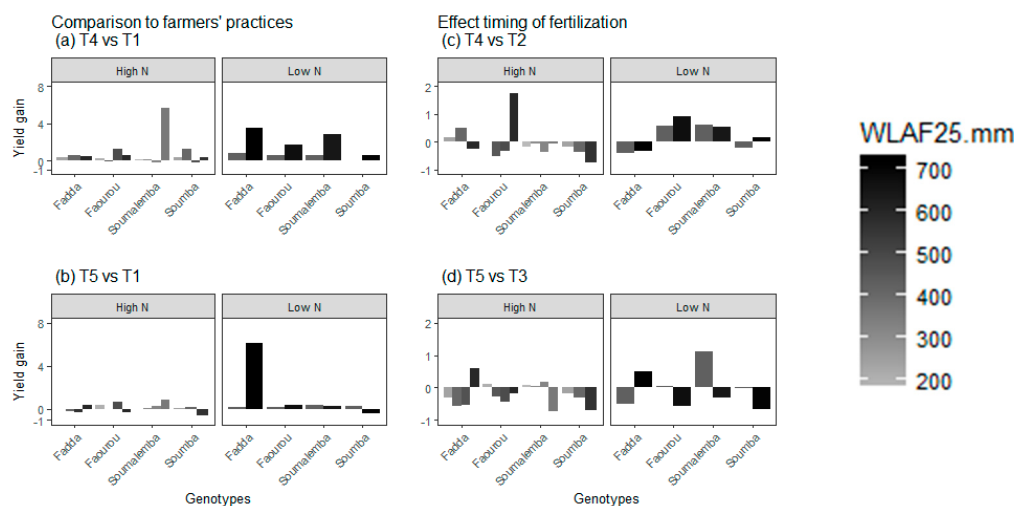 Comparison to farmers' practices
(a) T4 vs T1
High N
Low N
Yield gain
8
4
0
-1
Fadda
Faourou
Soumalemba
Soumba
Fadda
Faourou
Soumalemba
Soumba
Effect timing of fertilization
(c) T4 vs T2
High N
Low N
2
1
0
-1
Fadda
Faourou
Soumalemba
Soumba
Fadda
Faourou
Soumalemba
Soumba
(b) T5 vs T1
High N
Low N
Yield gain
8
4
0
-1
Fadda
Faourou
Soumalemba
Soumba
Fadda
Faourou
Soumalemba
Soumba
Genotypes
(d) T5 vs T3
High N
Low N
2
1
0
-1
Fadda
Faourou
Soumalemba
Soumba
Fadda
Faourou
Soumalemba
Soumba
Genotypes
WLAF25.mm
700
600
500
400
300
200